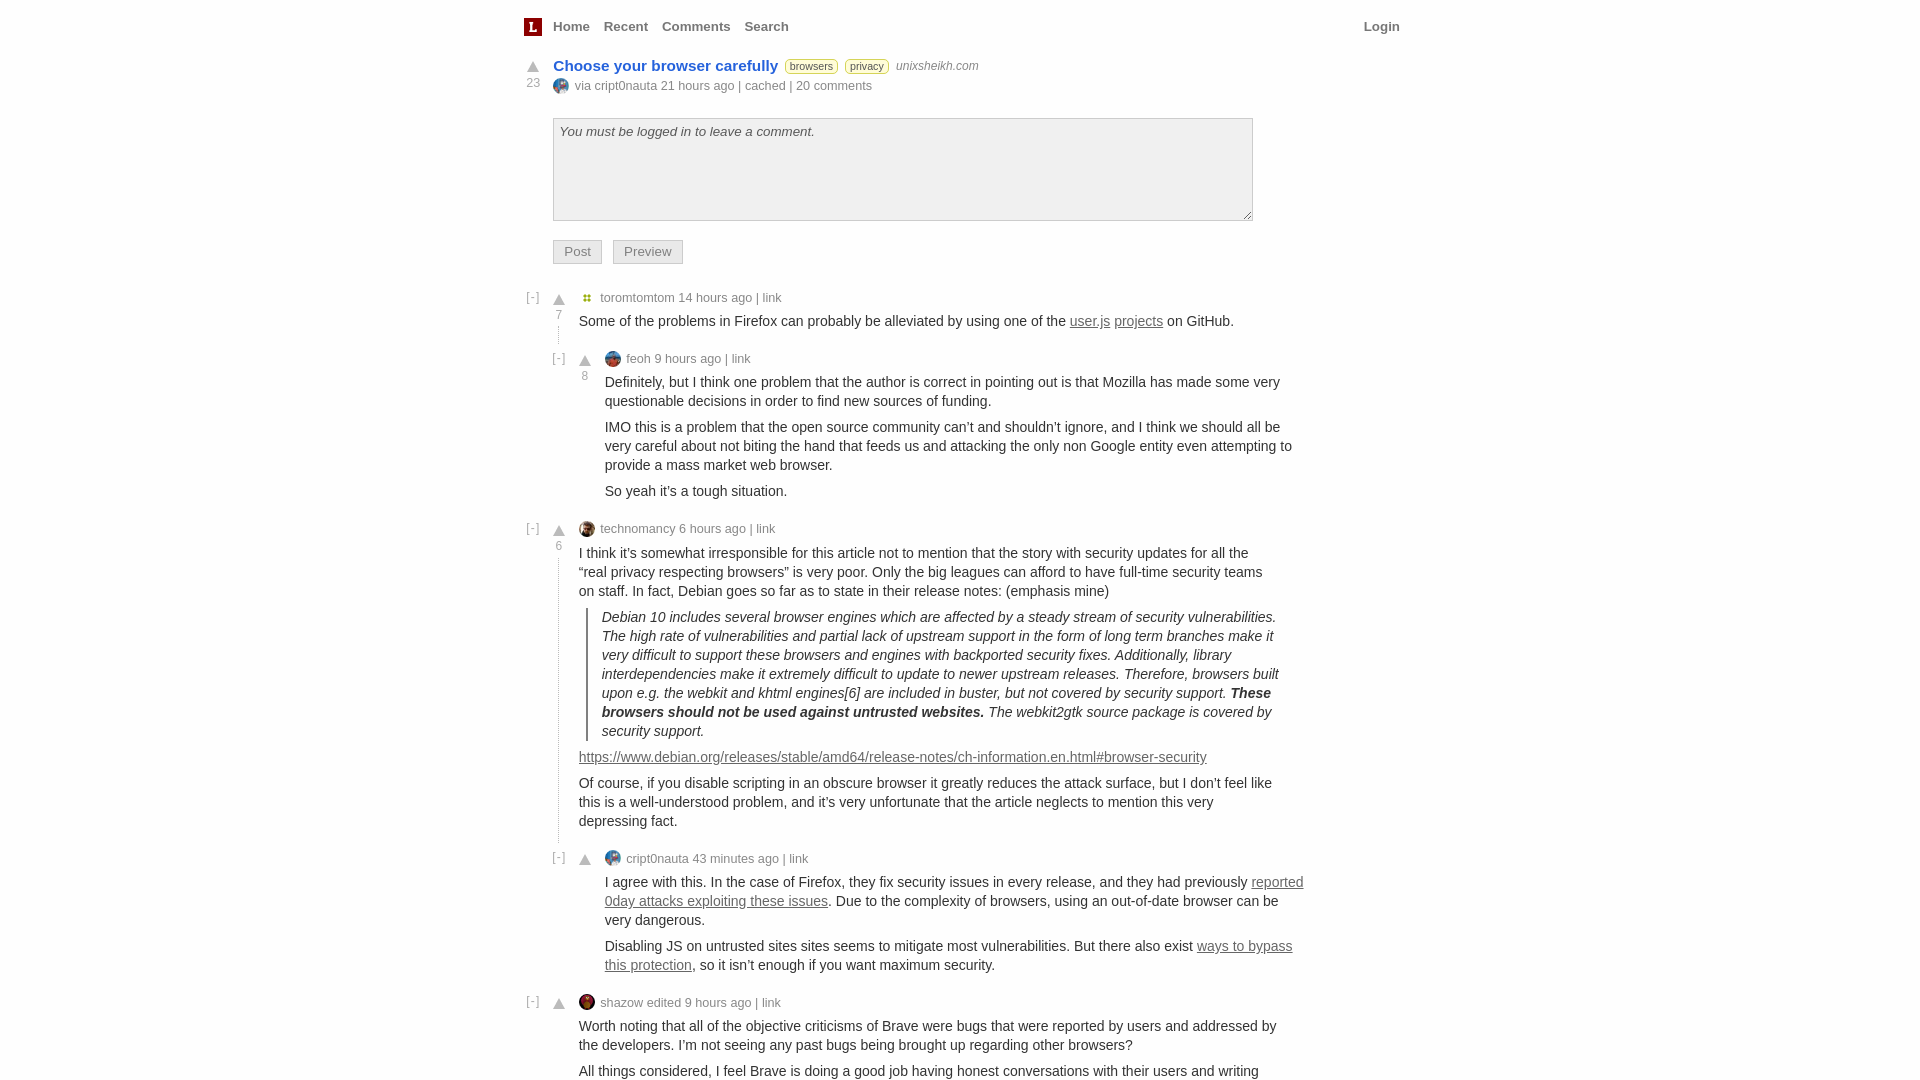 L Home Recent Comments Search Login
Choose your browser carefully browsers privacy unixsheikh.com
23
via cript0nauta 21 hours ago | cached | 20 comments
You must be logged in to leave a comment.
Post Preview
[-] toromtomtom 14 hours ago | link
7
Some of the problems in Firefox can probably be alleviated by using one of the user.js projects on GitHub.
[-] feoh 9 hours ago | link
8
Definitely, but I think one problem that the author is correct in pointing out is that Mozilla has made some very
questionable decisions in order to find new sources of funding.
IMO this is a problem that the open source community can’t and shouldn’t ignore, and I think we should all be
very careful about not biting the hand that feeds us and attacking the only non Google entity even attempting to
provide a mass market web browser.
So yeah it’s a tough situation.
[-] technomancy 6 hours ago | link
6
I think it’s somewhat irresponsible for this article not to mention that the story with security updates for all the
“real privacy respecting browsers” is very poor. Only the big leagues can afford to have full-time security teams
on staff. In fact, Debian goes so far as to state in their release notes: (emphasis mine)
Debian 10 includes several browser engines which are affected by a steady stream of security vulnerabilities.
The high rate of vulnerabilities and partial lack of upstream support in the form of long term branches make it
very difficult to support these browsers and engines with backported security fixes. Additionally, library
interdependencies make it extremely difficult to update to newer upstream releases. Therefore, browsers built
upon e.g. the webkit and khtml engines[6] are included in buster, but not covered by security support. These
browsers should not be used against untrusted websites. The webkit2gtk source package is covered by
security support.
https://www.debian.org/releases/stable/amd64/release-notes/ch-information.en.html#browser-security
Of course, if you disable scripting in an obscure browser it greatly reduces the attack surface, but I don’t feel like
this is a well-understood problem, and it’s very unfortunate that the article neglects to mention this very
depressing fact.
[-] cript0nauta 43 minutes ago | link
I agree with this. In the case of Firefox, they fix security issues in every release, and they had previously reported
0day attacks exploiting these issues. Due to the complexity of browsers, using an out-of-date browser can be
very dangerous.
Disabling JS on untrusted sites sites seems to mitigate most vulnerabilities. But there also exist ways to bypass
this protection, so it isn’t enough if you want maximum security.
[-] shazow edited 9 hours ago | link
Worth noting that all of the objective criticisms of Brave were bugs that were reported by users and addressed by
the developers. I’m not seeing any past bugs being brought up regarding other browsers?
All things considered, I feel Brave is doing a good job having honest conversations with their users and writing